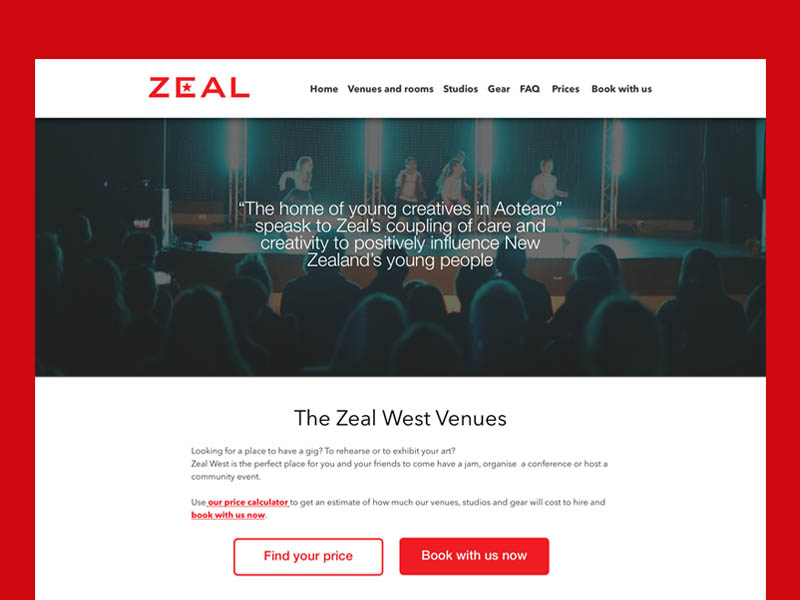 ZEAL
Home Venues and rooms Studios Gear FAQ Prices Book with us
“The home of young creatives in Aotearo”
speask to Zeal’s coupling of care and
creativity to positively influence New
Zealand’s young people
The Zeal West Venues
Looking for a place to have a gig? To rehearse or to exhibit your art?
Zeal West is the perfect place for you and your friends to come have a jam, organise a conference or host a
community event.
Use our price calculator to get an estimate of how much our venues, studios and gear will cost to hire and
book with us now.
Find your price
Book with us now